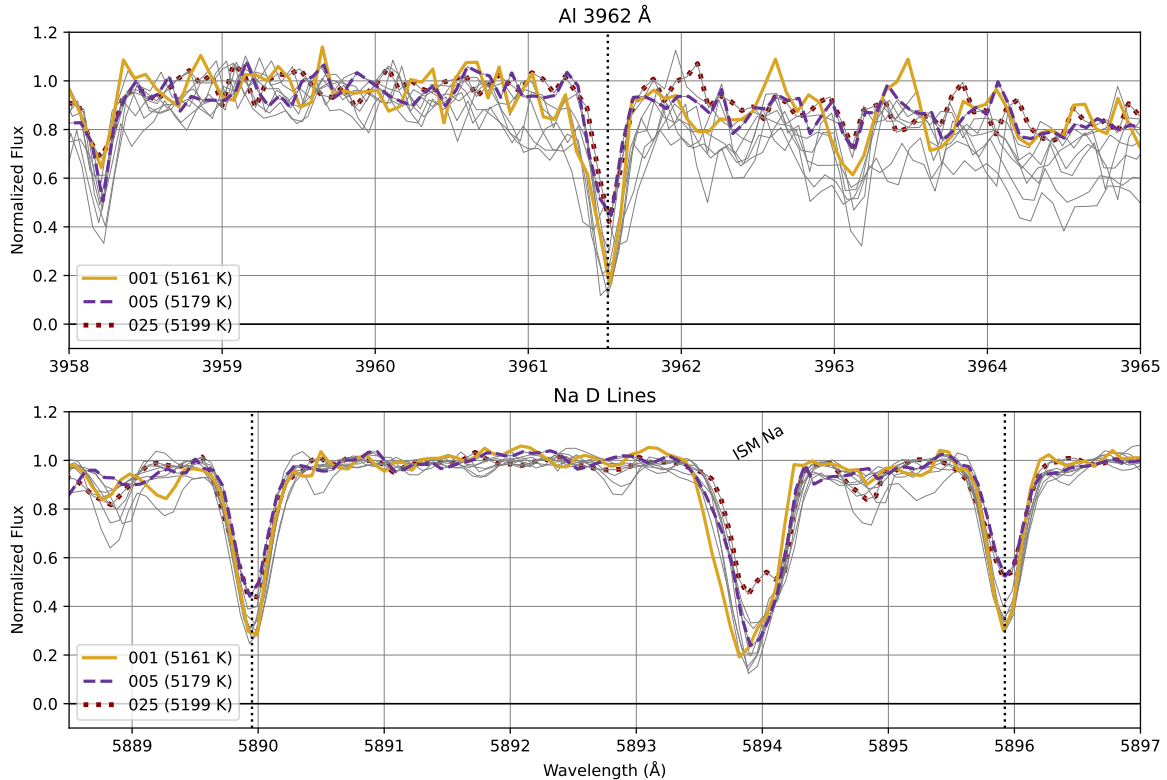 Al 3962 Å
Normalized Flux
1.2
1.0
0.8
0.6
0.4
0.2
0.0
001 (5161 K)
005 (5179 K)
025 (5199 K)
3958 3959 3960 3961 3962 3963 3964 3965
Na D Lines
Normalized Flux
1.2
1.0
0.8
0.6
0.4
0.2
0.0
ISM Na
001 (5161 K)
005 (5179 K)
025 (5199 K)
5889 5890 5891 5892 5893 5894 5895 5896 5897
Wavelength (Å)